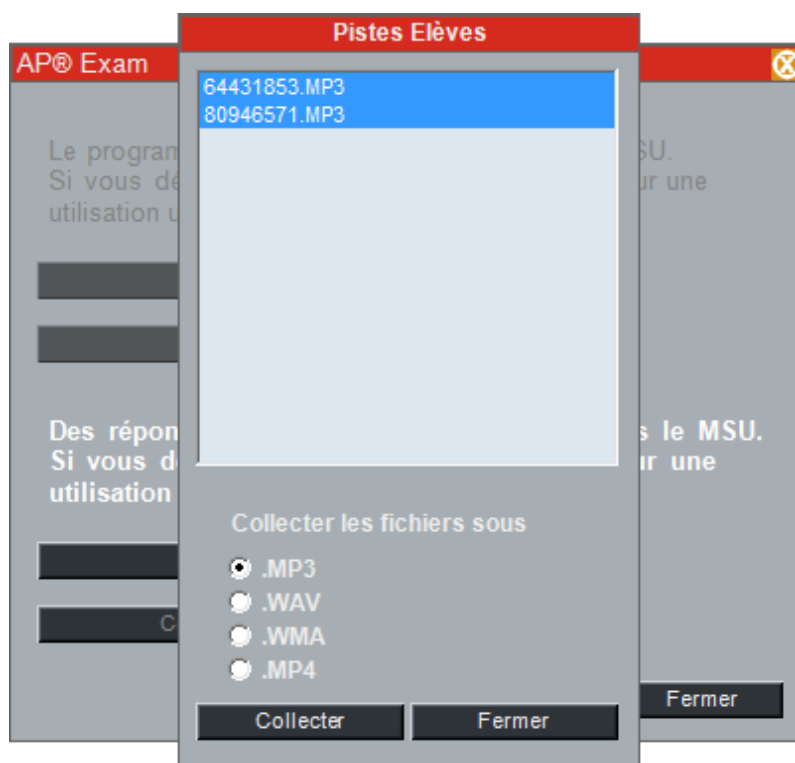 Pistes Elèves
AP® Exam
64431853.MP3
80946571.MP3
Le program
SU.
Si vous dé
ur une
utilisation u
Des répon
s le MSU.
Si vous d
ur une
utilisation
Collecter les fichiers sous
.MP3
.WAV
.WMA
.MP4
C
Collecter
Fermer
Fermer